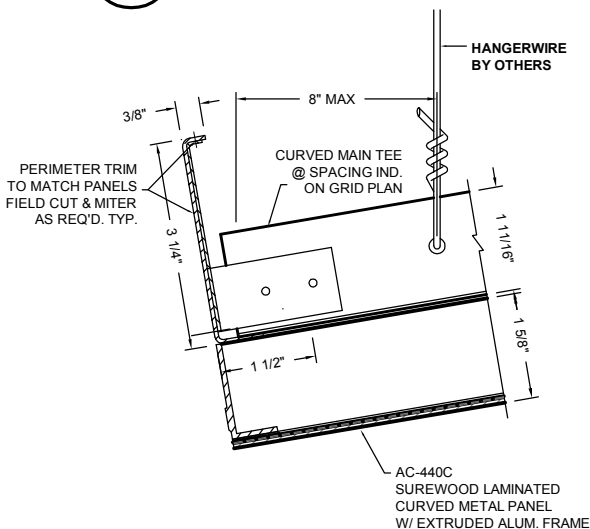 HANGERWIRE
BY OTHERS
8" MAX
3/8"
CURVED MAIN TEE
@ SPACING IND.
ON GRID PLAN
PERIMETER TRIM
TO MATCH PANELS
FIELD CUT & MITER
AS REQ'D. TYP.
3 1/4"
1 11/16"
1 5/8"
1 1/2"
AC-440C
SUREWOOD LAMINATED
CURVED METAL PANEL
W/ EXTRUDED ALUM. FRAME